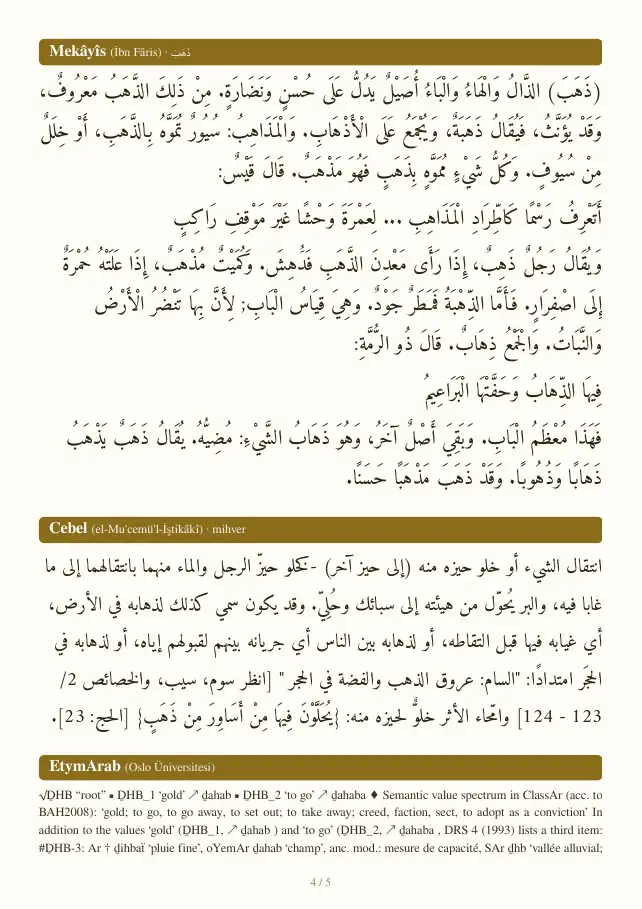 Mekâyîs (İbn Fâris) · ذَهَبَ
(ذَهَبَ) الذَّالُ وَالْهَاءُ وَالْبَاءُ أُصَيْلٌ يَدُلُّ عَلَى حُسْنٍ وَنَضَارَةٍ. مِنْ ذَلِكَ الذَّهَبُ مَعْرُوفٌ،
وَقَدْ يُؤَنَّثُ، فَيُقَالُ ذَهَبَةٌ، وَيُجْمَعُ عَلَى الْأَذْهَابِ. وَالْمَذَاهِبُ: سُيُورٌ تُمَوَّهُ بِالذَّهَبِ، أَوْ خِلَلٌ
مِنْ سُيُوفٍ. وَكُلُّ شَيْءٍ مُمَوَّهٍ بِذَهَبٍ فَهُوَ مَذْهَبٌ. قَالَ قَيْسٌ:
أَتَعْرِفُ رَسْمًا كَاطِّرَادِ الْمَذَاهِبِ ... لِعَمْرَةَ وَحْشًا غَيْرَ مَوْقِفِ رَاكِبِ
وَيُقَالُ رَجُلٌ ذَهِبٌ، إِذَا رَأَى مَعْدِنَ الذَّهَبِ فَدُهِشَ. وَكُمَيْتٌ مُذْهَبٌ، إِذَا عَلَتْهُ حُمْرَةٌ
إِلَى اصْفِرَارٍ. فَأَمَّا الذِّهْبَةُ فَمَطَرٌ جَوْدٌ. وَهِيَ قِيَاسُ الْبَابِ; لِأَنَّ بِهَا تَنْضُرُ الْأَرْضُ
وَالنَّبَاتُ. وَالْجَمْعُ ذِهَابٌ. قَالَ ذُو الرُّمَّةِ:
فِيهَا الذِّهَابُ وَحَفَّتْهَا الْبَرَاعِيمُ
فَهَذَا مُعْظَمُ الْبَابِ. وَبَقِيَ أَصْلٌ آخَرُ، وَهُوَ ذَهَابُ الشَّيْءِ: مُضِيُّهُ. يُقَالُ ذَهَبَ يَذْهَبُ
ذَهَابًا وَذُهُوبًا. وَقَدْ ذَهَبَ مَذْهَبًا حَسَنًا.
Cebel (el-Mu'cemü'l-İştikâkî) · mihver
انتقال الشيء أو خلو حيزه منه (إلى حيز آخر) -كخلو حيزّ الرجل والماء منهما بانتقالهما إلى ما
غابا فيه، والبر يُحوّل من هيئته إلى سبائك وحُلِيّ. وقد يكون سمي كذلك لذهابه في الأرض،
أي غيابه فيها قبل التقاطه، أو لذهابه بين الناس أي جريانه بينهم لقبولهم إياه، أو لذهابه في
الحجَر امتدادًا: "السام: عروق الذهب والفضة في الحجر" [انظر سوم، سيب، والخصائص 2/
123 - 124] وامّحاء الأثر خلوٌّ لحيزه منه: {يُحَلَّوْنَ فِيهَا مِنْ أَسَاوِرَ مِنْ ذَهَبٍ} [الحج: 23].
EtymArab (Oslo Üniversitesi)
√ḎHB “root” ▪ ḎHB_1 ‘gold’ ↗ ḏahab ▪ ḎHB_2 ‘to go’ ↗ ḏahaba ♦ Semantic value spectrum in ClassAr (acc. to
BAH2008): ‘gold; to go, to go away, to set out; to take away; creed, faction, sect, to adopt as a conviction’ In
addition to the values ‘gold’ (ḎHB_1, ↗ ḏahab ) and ‘to go’ (ḎHB_2, ↗ ḏahaba , DRS 4 (1993) lists a third item:
#ḎHB-3: Ar † ḏihbaẗ ‘pluie fine’, oYemAr ḏahab ‘champ’, anc. mod.: mesure de capacité, SAr ḏhb ‘vallée alluvial;
4 / 5